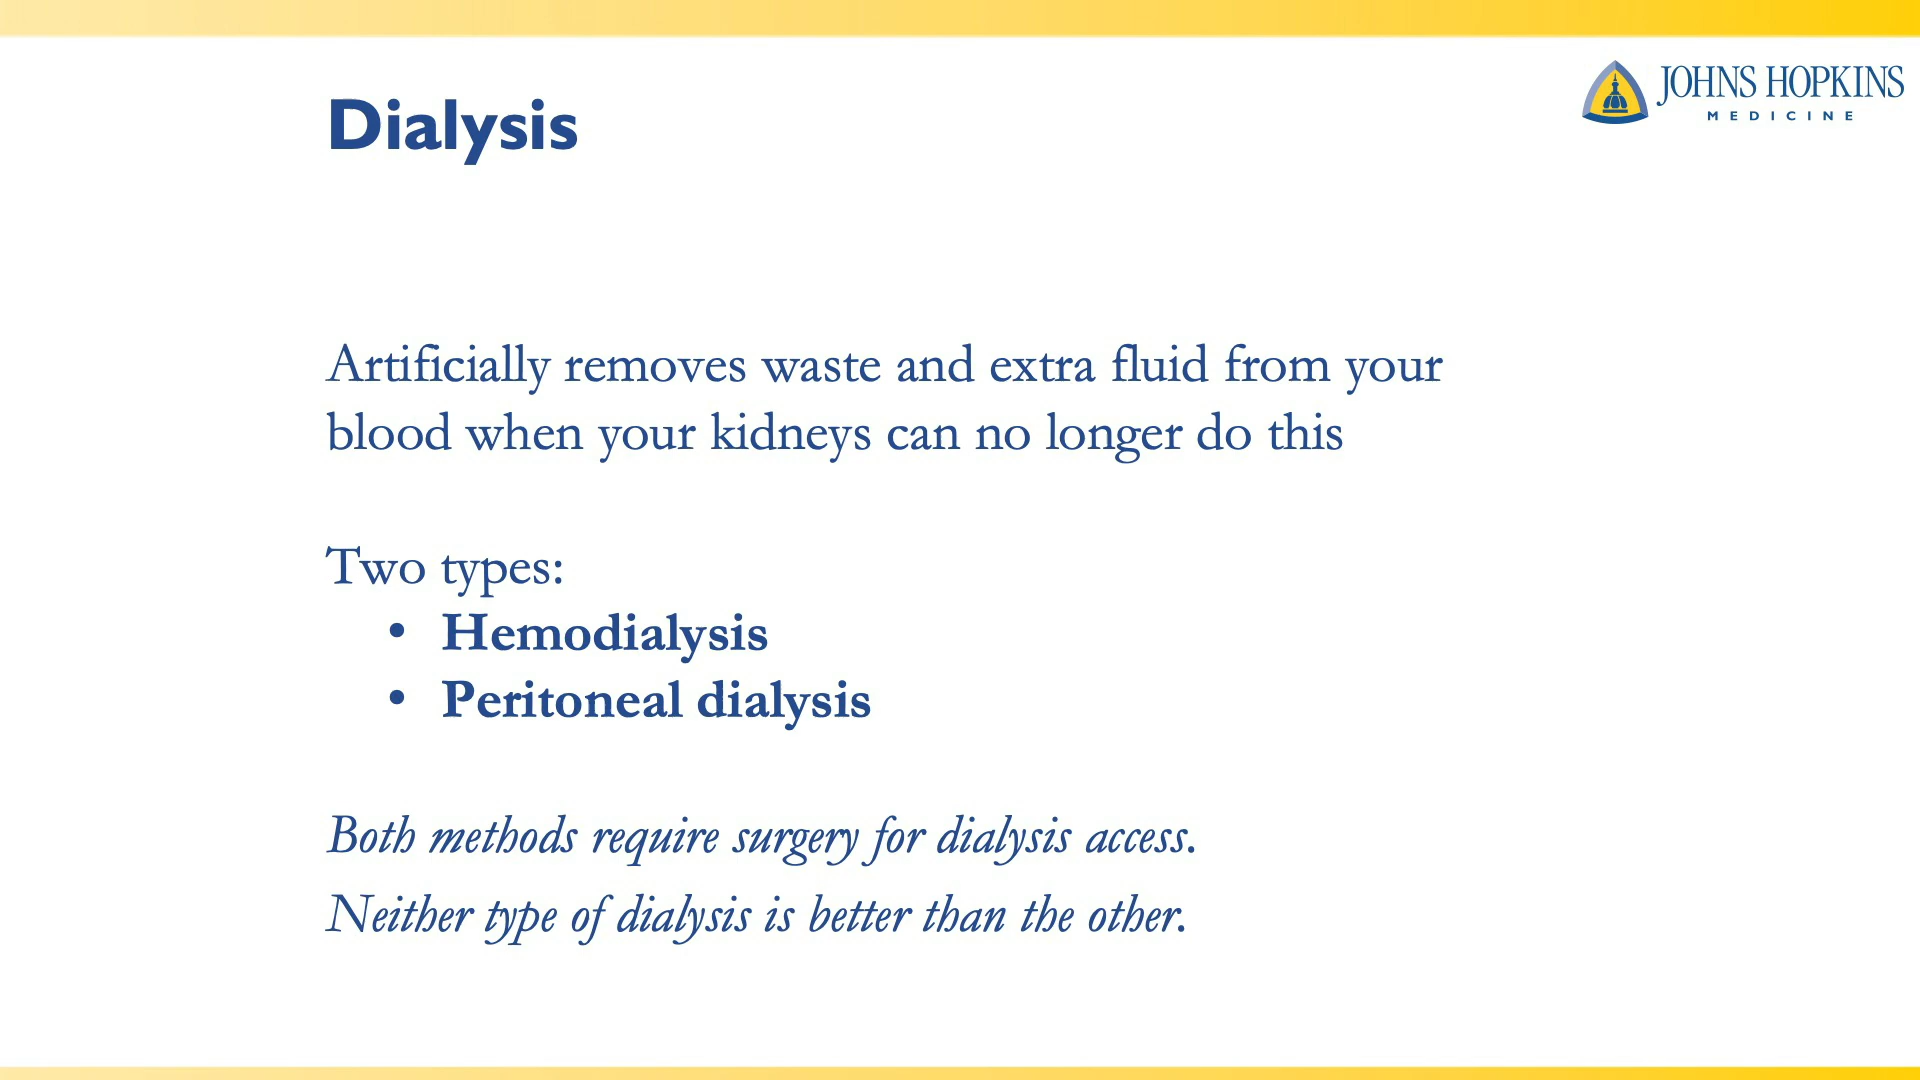 JOHNS HOPKINS
MEDICINE
Dialysis
Artificially removes waste and extra fluid from your
blood when your kidneys can no longer do this
Two types:
• Hemodialysis
• Peritoneal dialysis
Both methods require surgery for dialysis access.
Neither type of dialysis is better than the other.